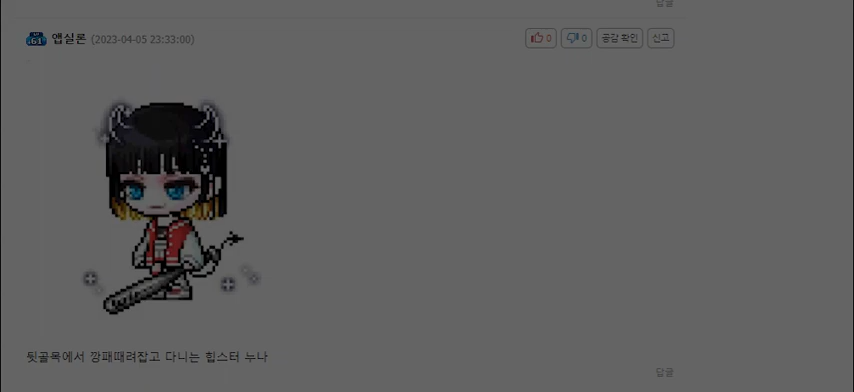 답글
61 앱실론 (2023-04-05 23:33:00) 0 0 공감 확인 신고
뒷골목에서 깡패때려잡고 다니는 힙스터 누나
답글